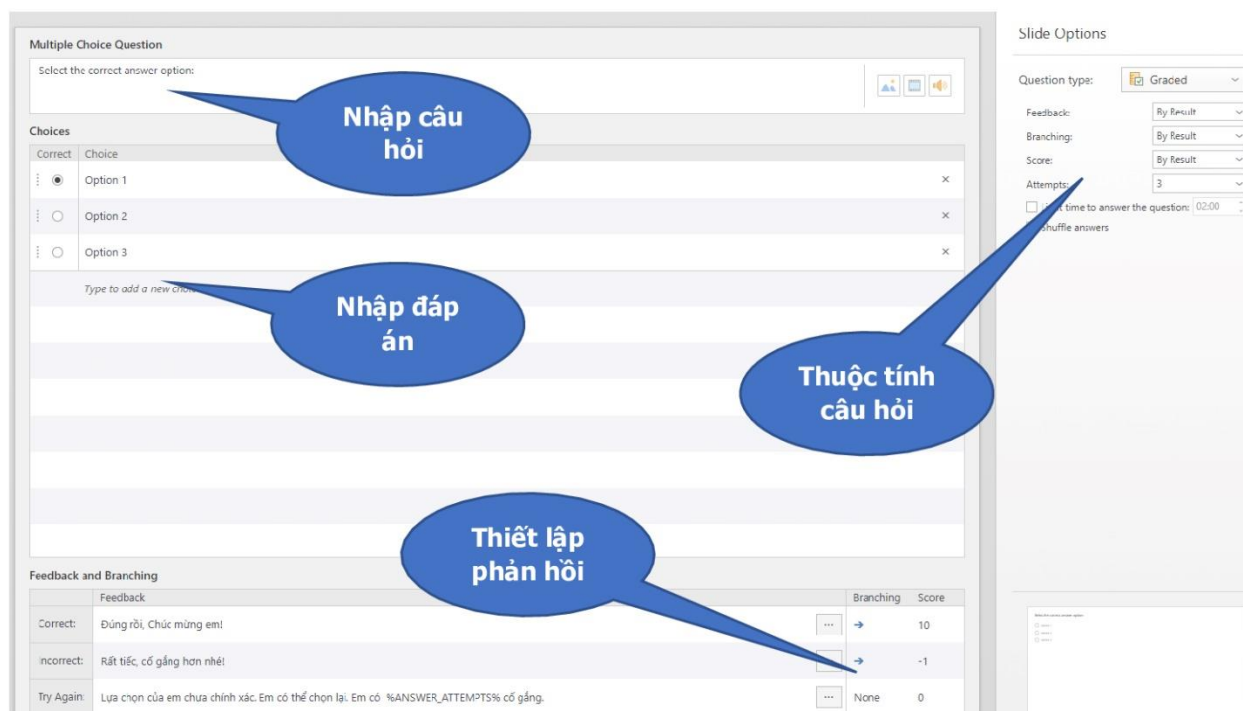 Slide Options
Multiple Choice Question
Select the correct answer option:
Question type: Graded
Nhập câu
hỏi
Feedback: By Result
Choices
Branching: By Result
Correct Choice
Score: By Result
Option 1
Attempts: 3
time to answer the question: 02:00
Option 2
Shuffle answers
Option 3
Type to add a new
Nhập đáp
án
Thuộc tính
câu hỏi
Thiết lập
phản hồi
Feedback and Branching
Feedback Branching Score
Correct: Đúng rồi, Chúc mừng em! ... 10
Incorrect: Rất tiếc, cố gắng hơn nhé! -1
Try Again: Lựa chọn của em chưa chính xác. Em có thể chọn lại. Em có %ANSWER_ATTEMPTS% cố gắng. ... None 0